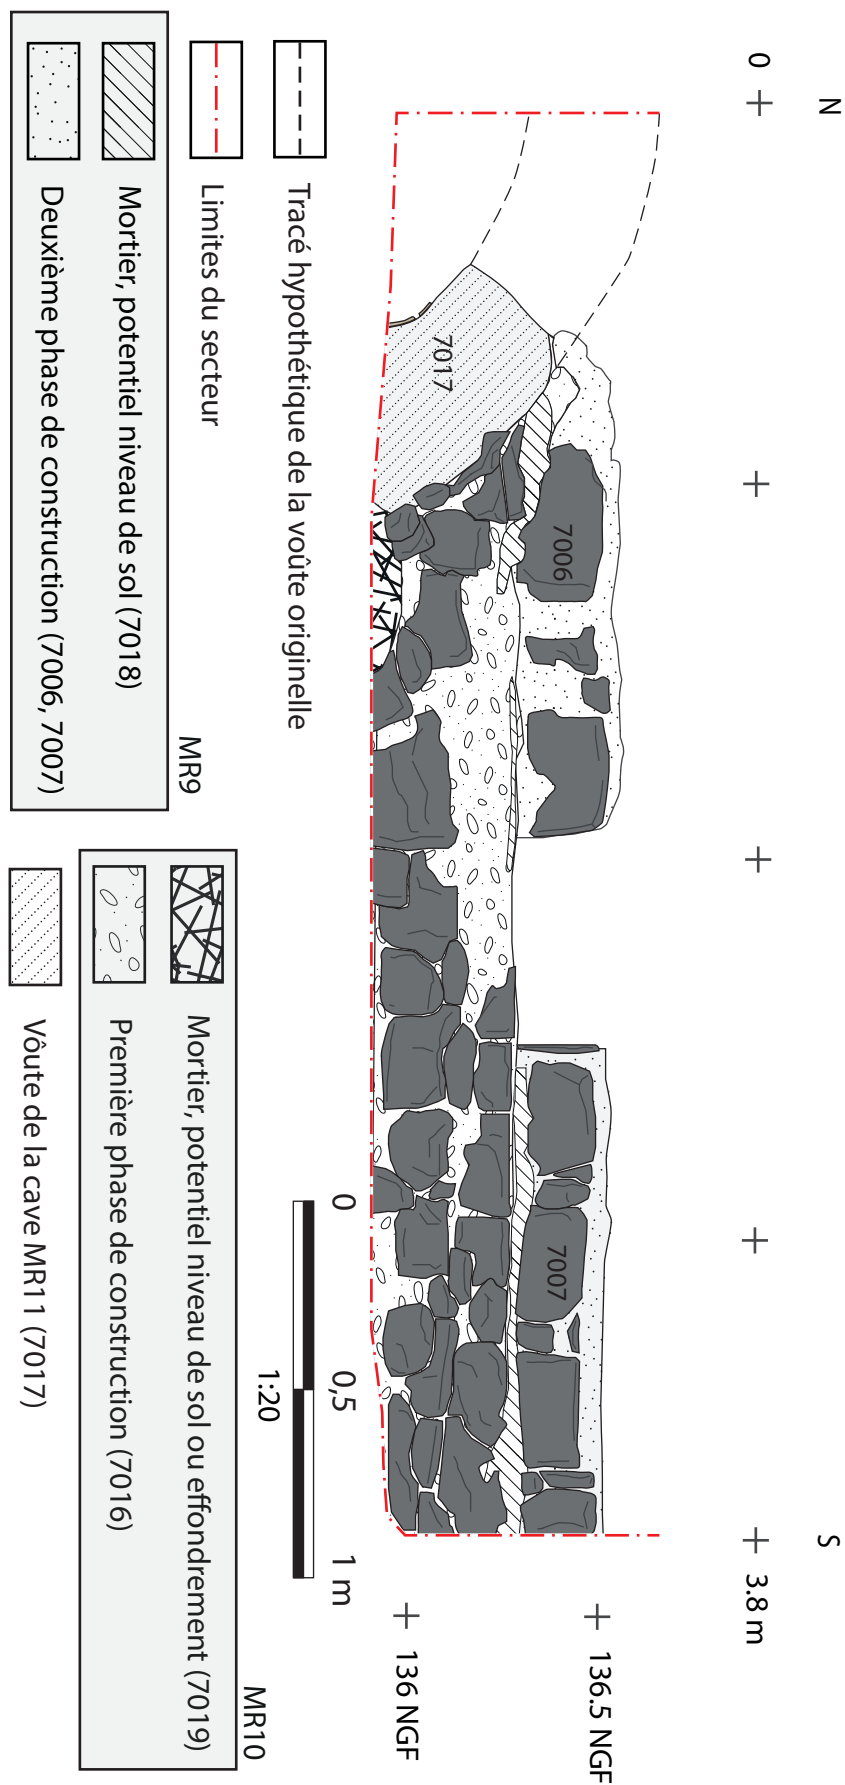 N
S
0
3.8 m
136.5 NGF
136 NGF
7006
7007
7017
Tracé hypothétique de la voûte originelle
Limites du secteur
0
0,5
1 m
1:20
MR9
Mortier, potentiel niveau de sol (7018)
Deuxième phase de construction (7006, 7007)
MR10
Mortier, potentiel niveau de sol ou effondrement (7019)
Première phase de construction (7016)
Vôute de la cave MR11 (7017)